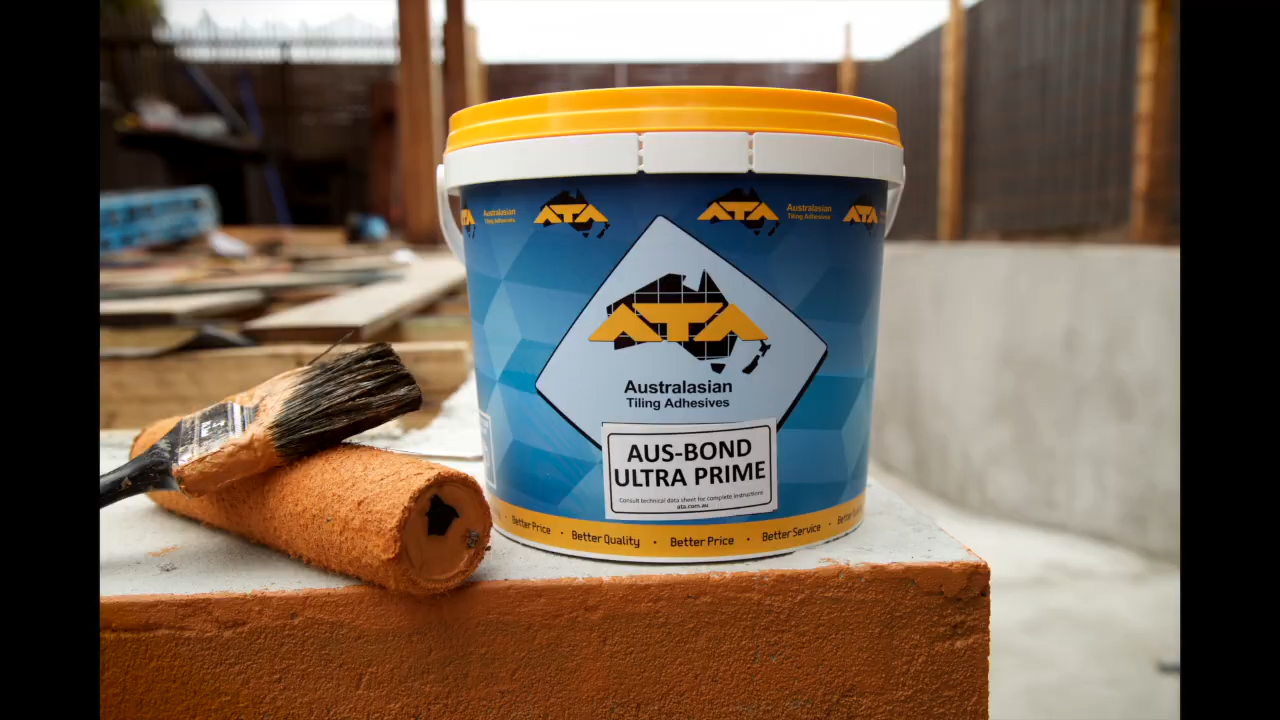 ATA
Australasian
Tiling Adhesives
ATA
ATA
Australasian
Tiling Adhesives
ATA
ATA
Australasian
Tiling Adhesives
AUS-BOND
ULTRA PRIME
Consult technical data sheet for complete instructions
ata.com.au
Better Price · Better Quality · Better Price · Better Service · Better